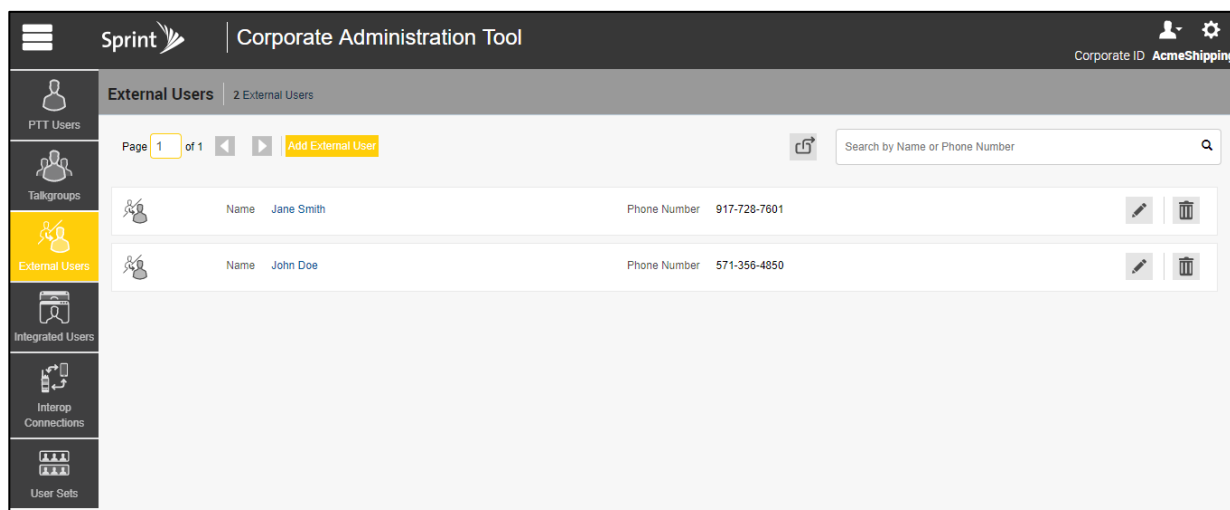 Sprint
Corporate Administration Tool
Corporate ID AcmeShipping
PTT Users
Talkgroups
External Users
Integrated Users
Interop
Connections
User Sets
External Users 2 External Users
Page 1 of 1 Add External User Search by Name or Phone Number
Name Jane Smith Phone Number 917-728-7601
Name John Doe Phone Number 571-356-4850